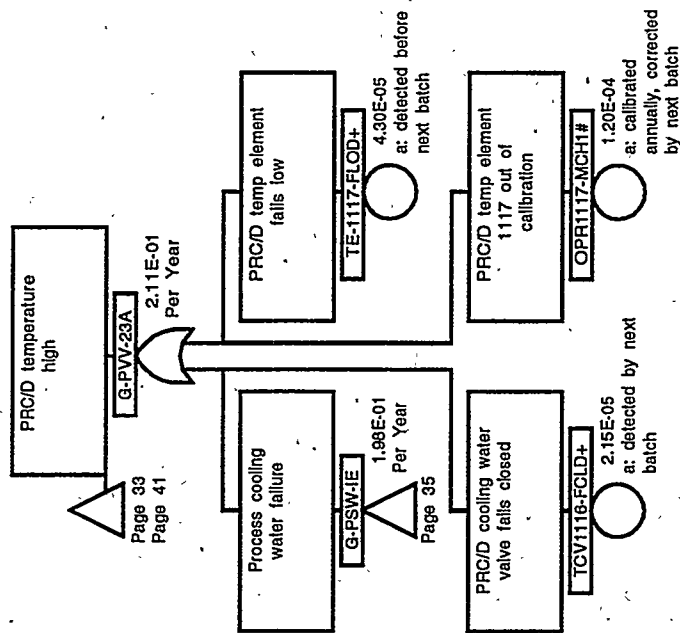 PRC/D temperature
high
G-PVV-23A
2.11E-01
Per Year
Page 33
Page 41
Process cooling
water failure
G-PSW-IE
1.98E-01
Per Year
Page 35
PRC/D temp element
fails low
TE-1117-FLOD+
4.30E-05
a: detected before
next batch
PRC/D cooling water
valve fails closed
TCV1116-FCLD+
2.15E-05
a: detected by next
batch
PRC/D temp element
1117 out of
calibration
OPR1117-MCH1#
1.20E-04
a: calibrated
annually, corrected
by next batch